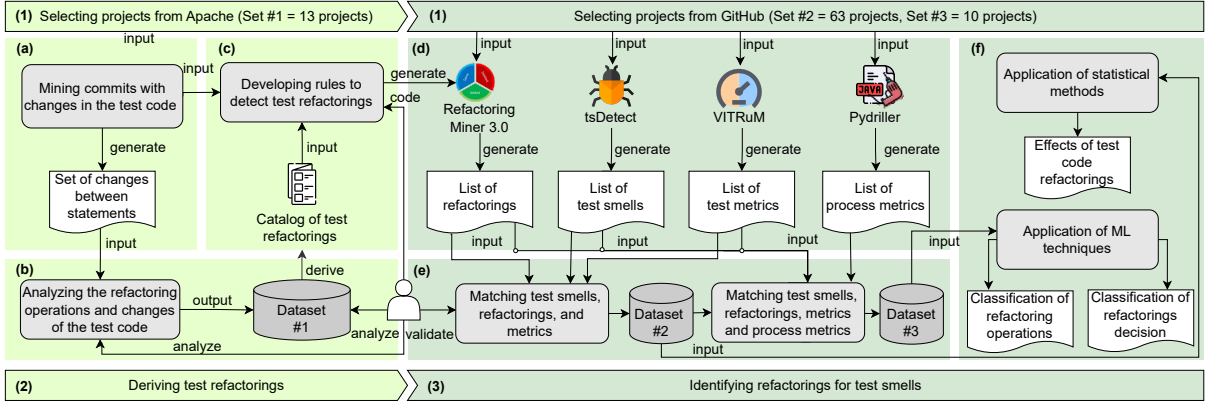 (1) Selecting projects from Apache (Set #1 = 13 projects)
(1) Selecting projects from GitHub (Set #2 = 63 projects, Set #3 = 10 projects)
input
(a)
Mining commits with
changes in the test code
input
generate
Set of changes
between
statements
input
(c)
Developing rules to
detect test refactorings
generate
code
input
Catalog of test
refactorings
derive
(b)
Analyzing the refactoring
operations and changes
of the test code
output
Dataset
#1
analyze
analyze
validate
(d)
input
input
input
input
Refactoring
Miner 3.0
tsDetect
VITRuM
JAVA
Pydriller
generate
generate
generate
generate
List of
refactorings
List of
test smells
List of
test metrics
List of
process metrics
input
input
input
input
(e)
Matching test smells,
refactorings, and
metrics
Dataset
#2
Matching test smells,
refactorings, metrics
and process metrics
Dataset
#3
input
(f)
Application of statistical
methods
Effects of test
code
refactorings
Application of ML
techniques
Classification of
refactoring
operations
Classification of
refactorings
decision
(2) Deriving test refactorings
(3) Identifying refactorings for test smells